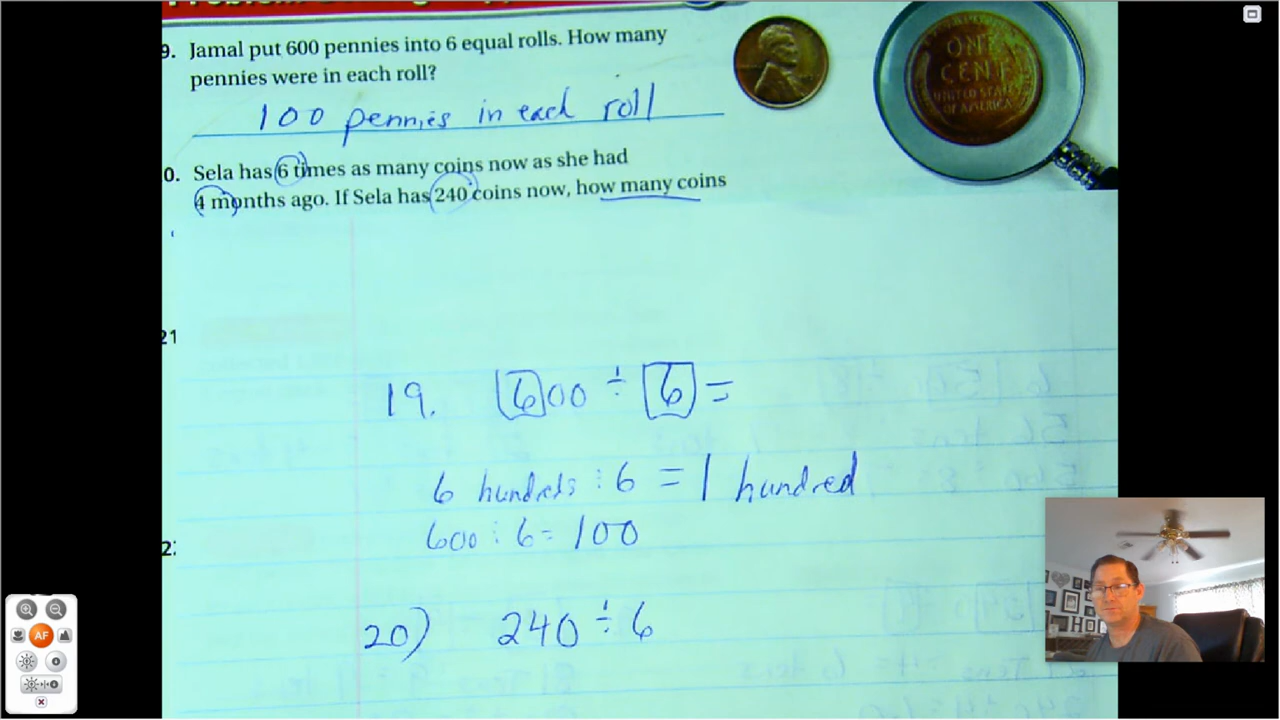 9. Jamal put 600 pennies into 6 equal rolls. How many
pennies were in each roll?
100 pennies in each roll
0. Sela has 6 times as many coins now as she had
4 months ago. If Sela has 240 coins now, how many coins
ONE
CENT
UNITED STATES
OF AMERICA
21
19. 600 ÷ 6 =
6 hundreds ÷ 6 = 1 hundred
600 ÷ 6 = 100
2:
20) 240 ÷ 6
AF